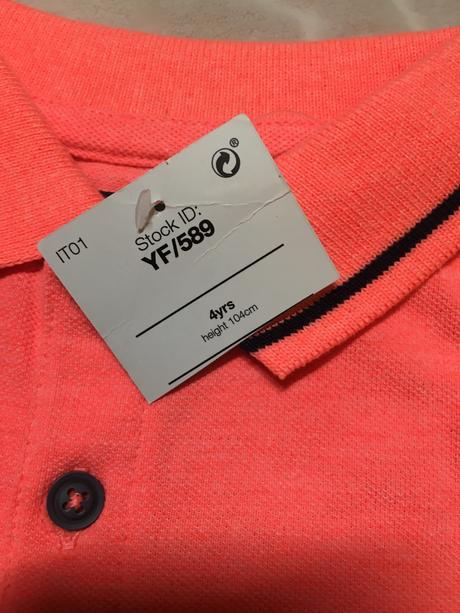 IT01
Stock ID:
YF/589
4yrs
height 104cm
®